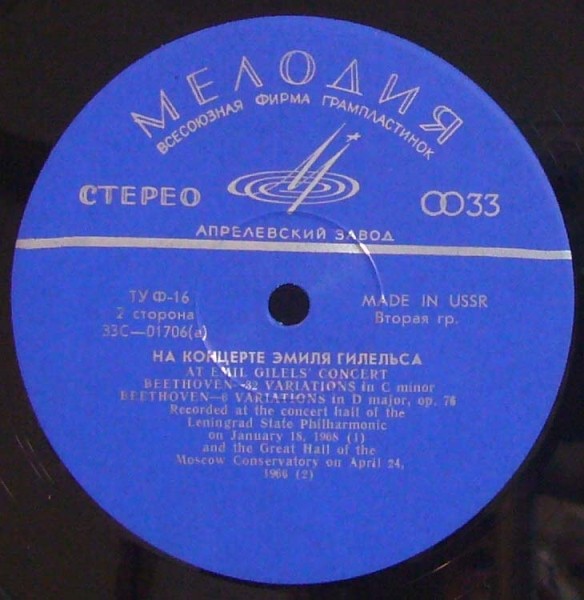 МЕЛОДИЯ
ВСЕСОЮЗНАЯ ФИРМА ГРАМПЛАСТИНОК
СТЕРЕО
33
АПРЕЛЕВСКИЙ ЗАВОД
ТУ Ф-16
MADE IN USSR
2 сторона
Вторая гр.
33С—01706(а)
НА КОНЦЕРТЕ ЭМИЛЯ ГИЛЕЛЬСА
AT EMIL GILELS' CONCERT
BEETHOVEN—32 VARIATIONS in C minor
BEETHOVEN—6 VARIATIONS in D major, op. 76
Recorded at the concert hall of the
Leningrad State Philharmonic
on January 18, 1968 (1)
and the Great Hall of the
Moscow Conservatory on April 24,
1966 (2)